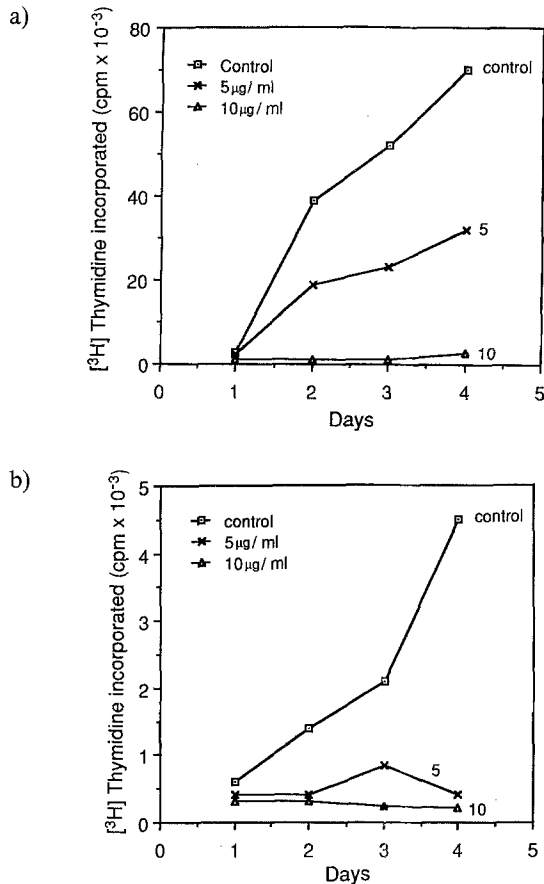 a)
[³H] Thymidine incorporated (cpm x 10⁻³)
80
60
40
20
0
Control
5µg/ ml
10µg/ ml
control
5
10
0 1 2 3 4 5
Days
b)
[³H] Thymidine incorporated (cpm x 10⁻³)
5
4
3
2
1
0
control
5µg/ ml
10µg/ ml
control
5
10
0 1 2 3 4 5
Days